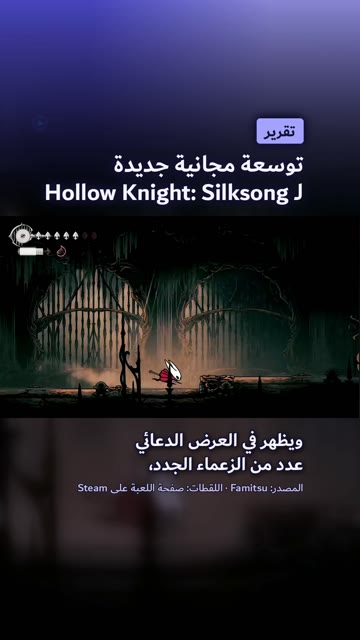 تقرير
توسعة مجانية جديدة
لـ Hollow Knight: Silksong
ويظهر في العرض الدعائي
عدد من الزعماء الجدد،
المصدر: Famitsu · اللقطات: صفحة اللعبة على Steam